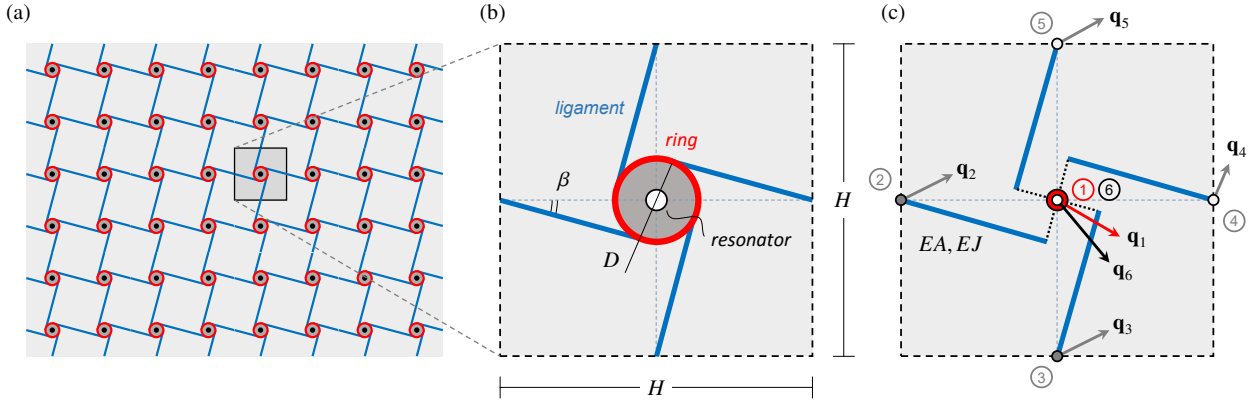 (a)
(b)
(c)
ligament
ring
β
D
resonator
H
H
5
q5
4
q4
2
q2
1
6
q1
q6
EA, EJ
3
q3